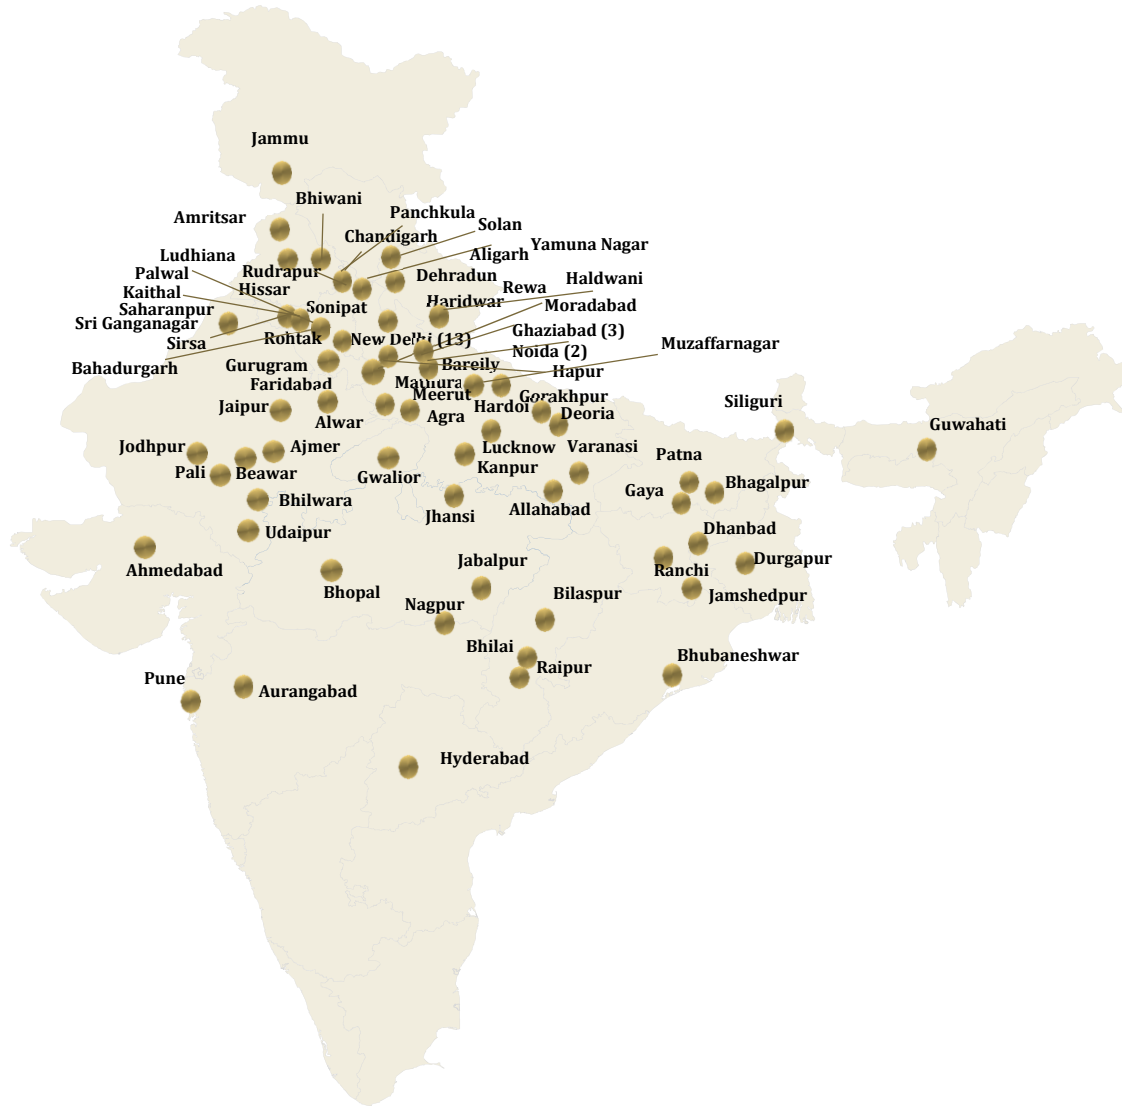 Jammu
Bhiwani
Panchkula
Amritsar
Solan
Chandigarh
Yamuna Nagar
Ludhiana
Aligarh
Palwal
Rudrapur
Dehradun
Haldwani
Kaithal
Hissar
Rewa
Saharanpur
Sonipat
Haridwar
Moradabad
Sri Ganganagar
Ghaziabad (3)
Sirsa
Rohtak
New Delhi (13)
Noida (2)
Muzaffarnagar
Bahadurgarh
Gurugram
Bareily
Hapur
Faridabad
Mathura
Meerut
Gorakhpur
Jaipur
Hardoi
Deoria
Siliguri
Alwar
Agra
Guwahati
Jodhpur
Ajmer
Lucknow
Varanasi
Patna
Pali
Beawar
Gwalior
Kanpur
Bhagalpur
Gaya
Bhilwara
Jhansi
Allahabad
Udaipur
Dhanbad
Ahmedabad
Jabalpur
Ranchi
Durgapur
Bhopal
Bilaspur
Jamshedpur
Nagpur
Bhilai
Raipur
Bhubaneshwar
Pune
Aurangabad
Hyderabad